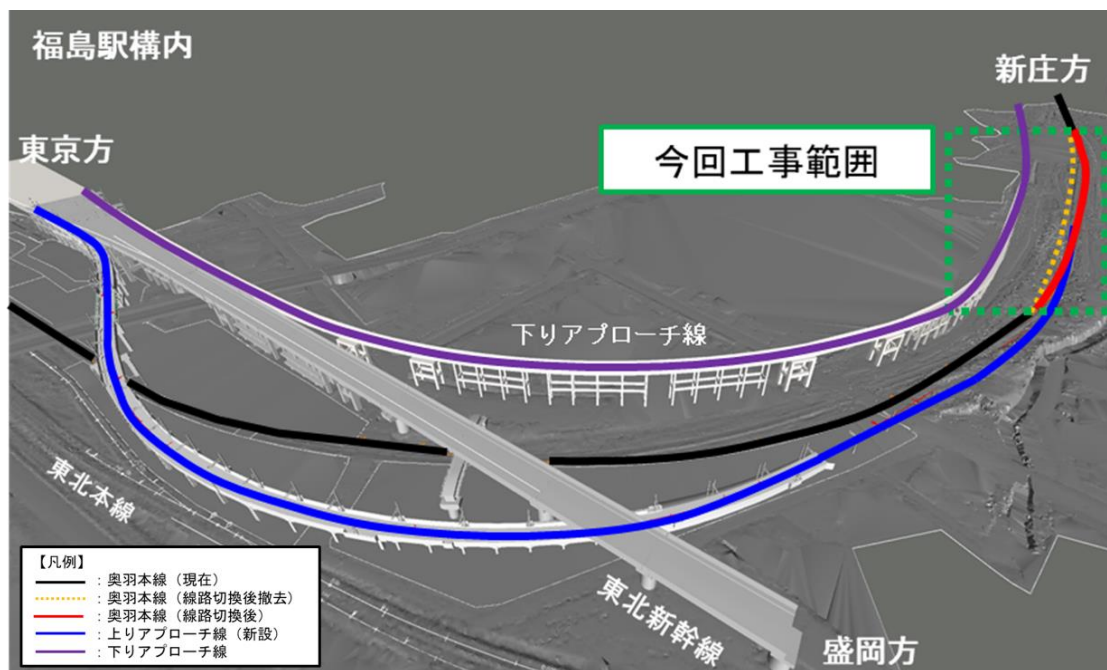 福島駅構内
新庄方
東京方
今回工事範囲
下りアプローチ線
東北本線
東北新幹線
盛岡方
【凡例】
：奥羽本線（現在）
：奥羽本線（線路切換後撤去）
：奥羽本線（線路切換後）
：上りアプローチ線（新設）
：下りアプローチ線